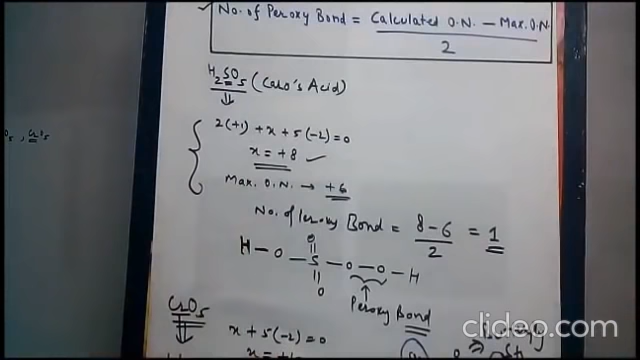 No. of Peroxy Bond = Calculated O.N. – Max. O.N.
2
H2SO5 (Caro's Acid)
2(+1) + x + 5(-2) = 0
x = +8 ✓
Max. O.N. → +6
No. of Peroxy Bond = 8 - 6 = 1
2
O
H - O - S - O - O - H
O
Peroxy Bond
CrO5
x + 5(-2) = 0
x = +10
clideo.com